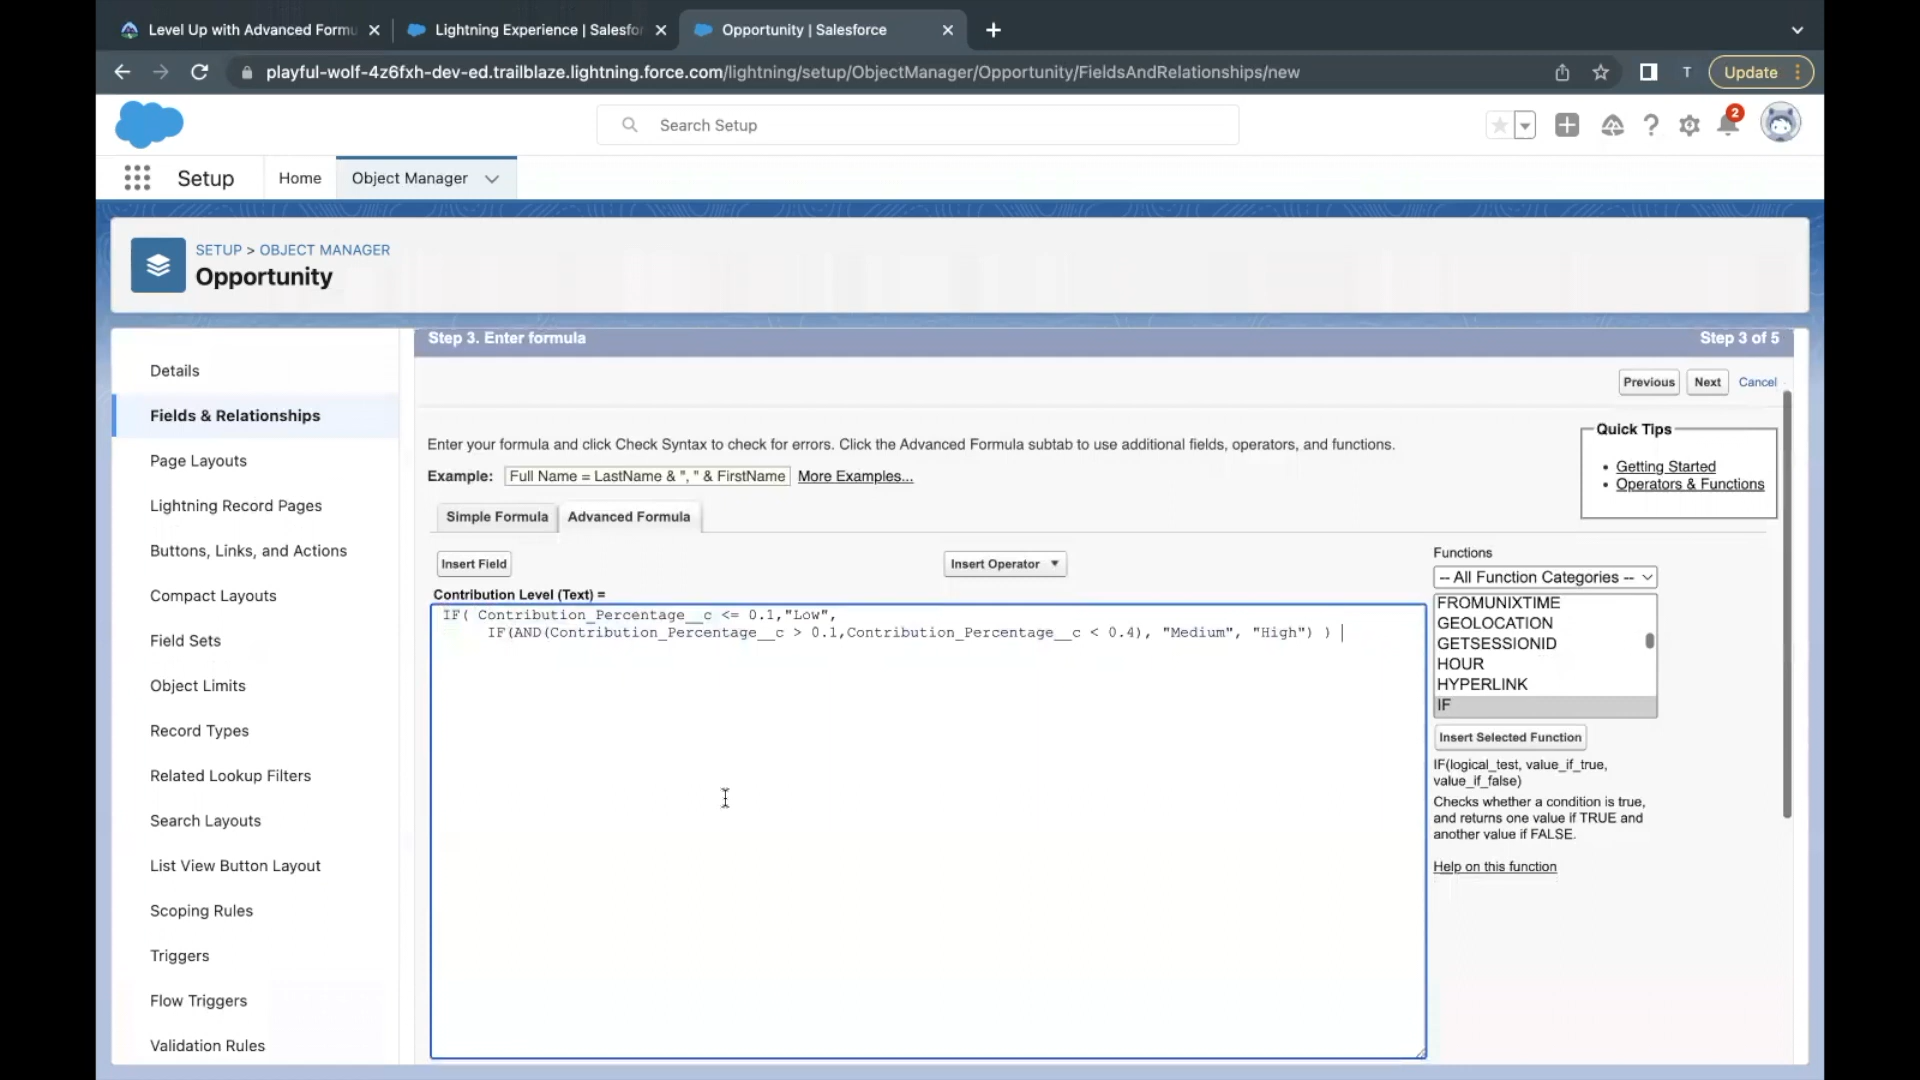 Level Up with Advanced Formu
Lightning Experience | Salesfor
Opportunity | Salesforce
playful-wolf-4z6fxh-dev-ed.trailblaze.lightning.force.com/lightning/setup/ObjectManager/Opportunity/FieldsAndRelationships/new
T
Update
Search Setup
2
Setup
Home
Object Manager
SETUP > OBJECT MANAGER
Opportunity
Details
Fields & Relationships
Page Layouts
Lightning Record Pages
Buttons, Links, and Actions
Compact Layouts
Field Sets
Object Limits
Record Types
Related Lookup Filters
Search Layouts
List View Button Layout
Scoping Rules
Triggers
Flow Triggers
Validation Rules
Step 3. Enter formula
Step 3 of 5
Previous
Next
Cancel
Enter your formula and click Check Syntax to check for errors. Click the Advanced Formula subtab to use additional fields, operators, and functions.
Example: Full Name = LastName & ", " & FirstName More Examples...
Quick Tips
• Getting Started
• Operators & Functions
Simple Formula
Advanced Formula
Insert Field
Insert Operator
Contribution Level (Text) =
IF( Contribution_Percentage__c <= 0.1,"Low",
IF(AND(Contribution_Percentage__c > 0.1,Contribution_Percentage__c < 0.4), "Medium", "High") )
Functions
-- All Function Categories --
FROMUNIXTIME
GEOLOCATION
GETSESSIONID
HOUR
HYPERLINK
IF
Insert Selected Function
IF(logical_test, value_if_true,
value_if_false)
Checks whether a condition is true,
and returns one value if TRUE and
another value if FALSE.
Help on this function